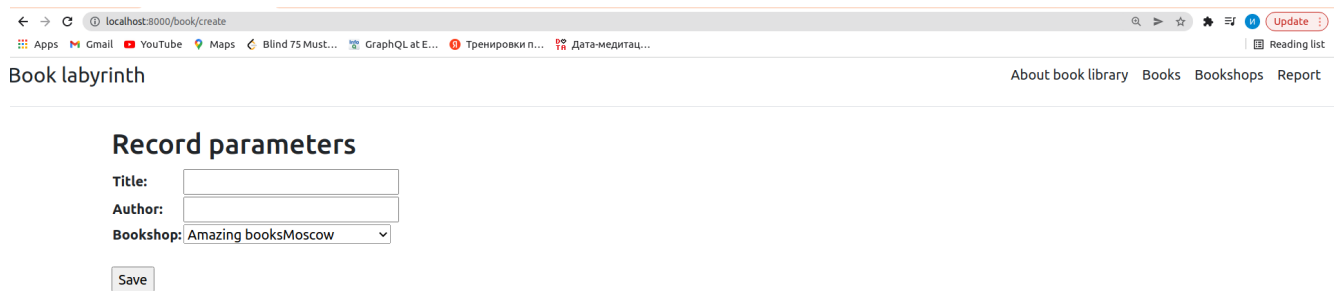 localhost:8000/book/create
И Update
Apps Gmail YouTube Maps Blind 75 Must... GraphQL at E... Я Тренировки п... Дата-медитац... Reading list
Book labyrinth About book library Books Bookshops Report
Record parameters
Title:
Author:
Bookshop: Amazing booksMoscow
Save